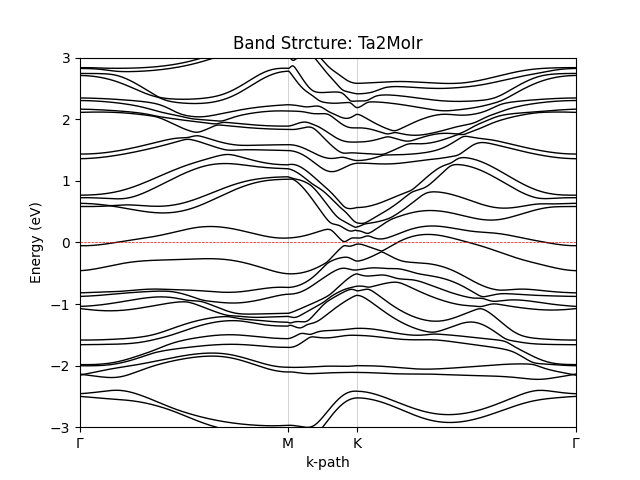 Band Strcture: Ta2MoIr
Energy (eV)
3
2
1
0
−1
−2
−3
Γ
M
K
Γ
k-path